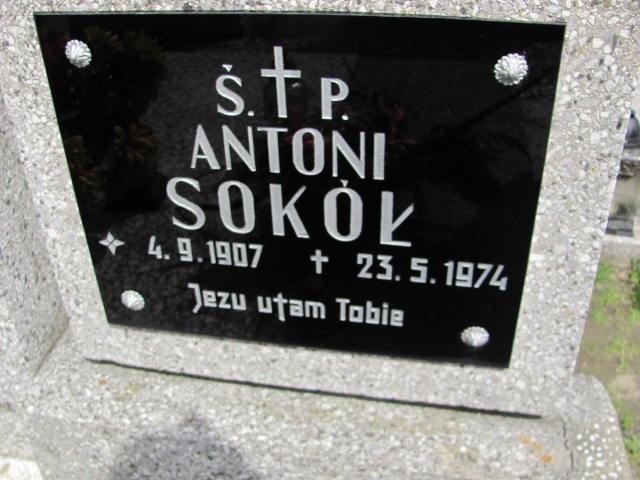 Ś. † P.
ANTONI
SOKÓŁ
4.9.1907 † 23.5.1974
Jezu ufam Tobie